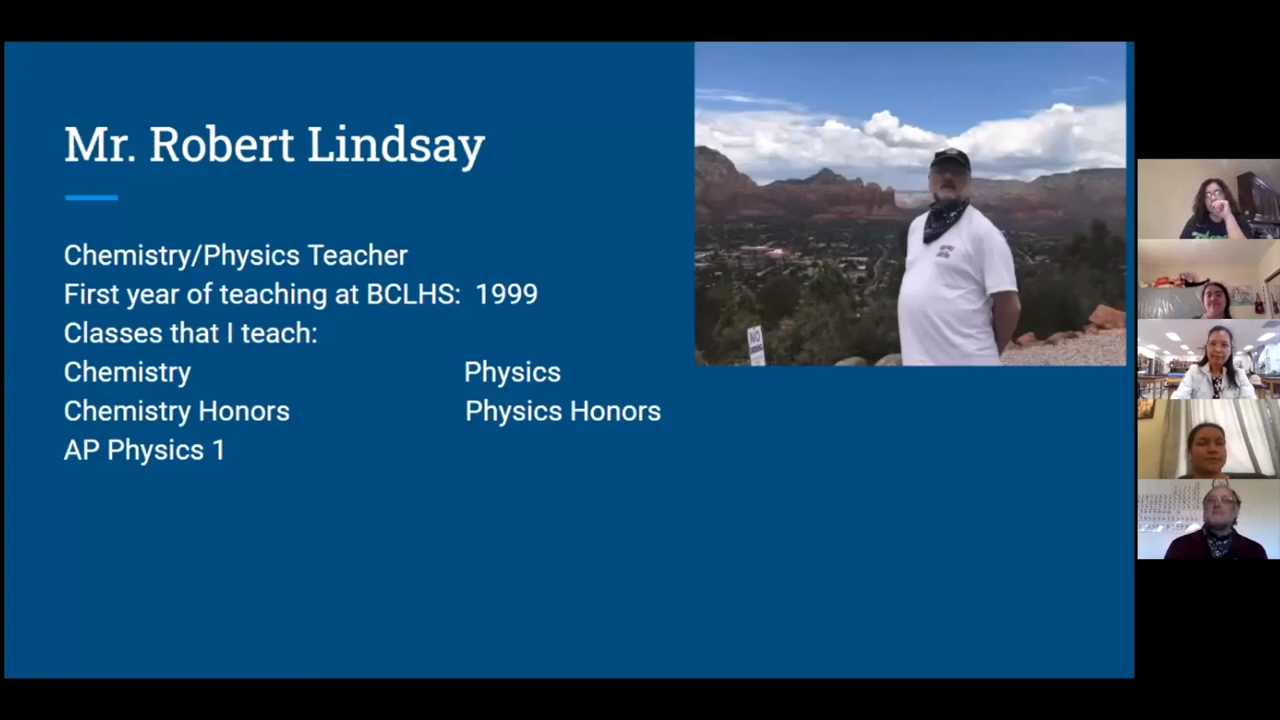 Mr. Robert Lindsay
Chemistry/Physics Teacher
First year of teaching at BCLHS: 1999
Classes that I teach:
Chemistry Physics
Chemistry Honors Physics Honors
AP Physics 1
NO